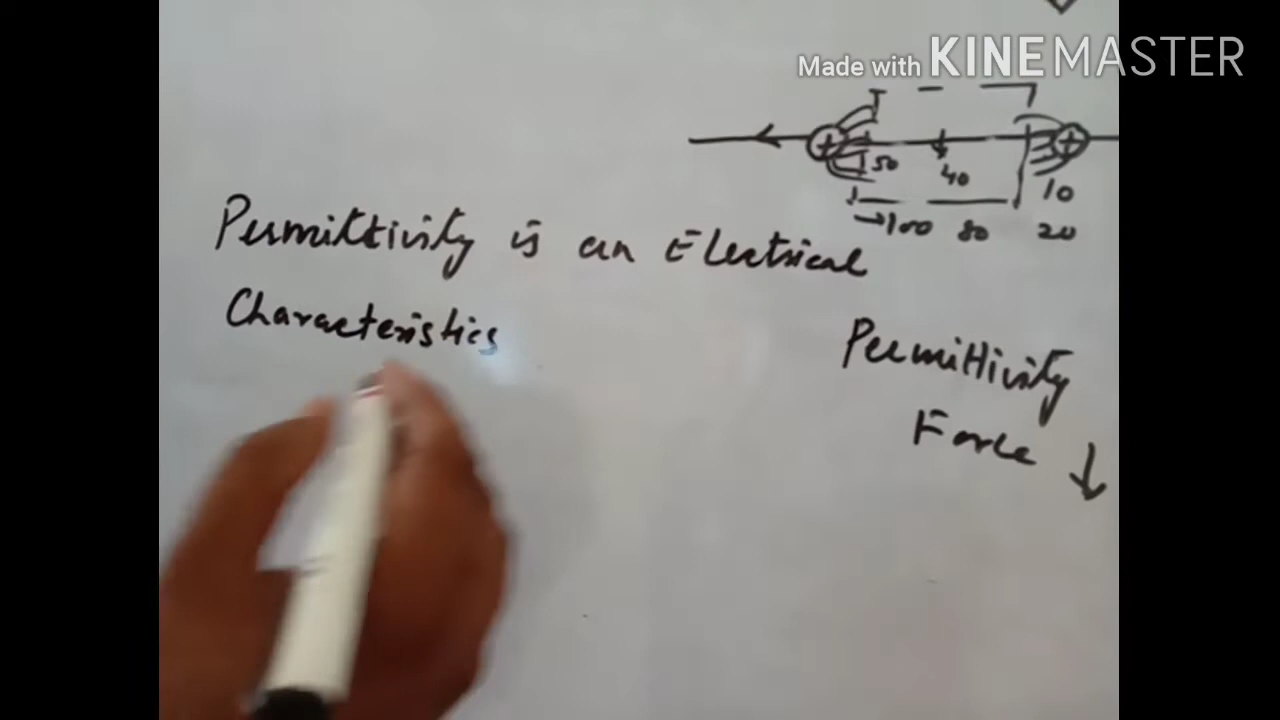 Made with KINEMASTER
50
40
10
100 80 20
Permittivity is an Electrical
Characteristics
Permittivity
Force ↓